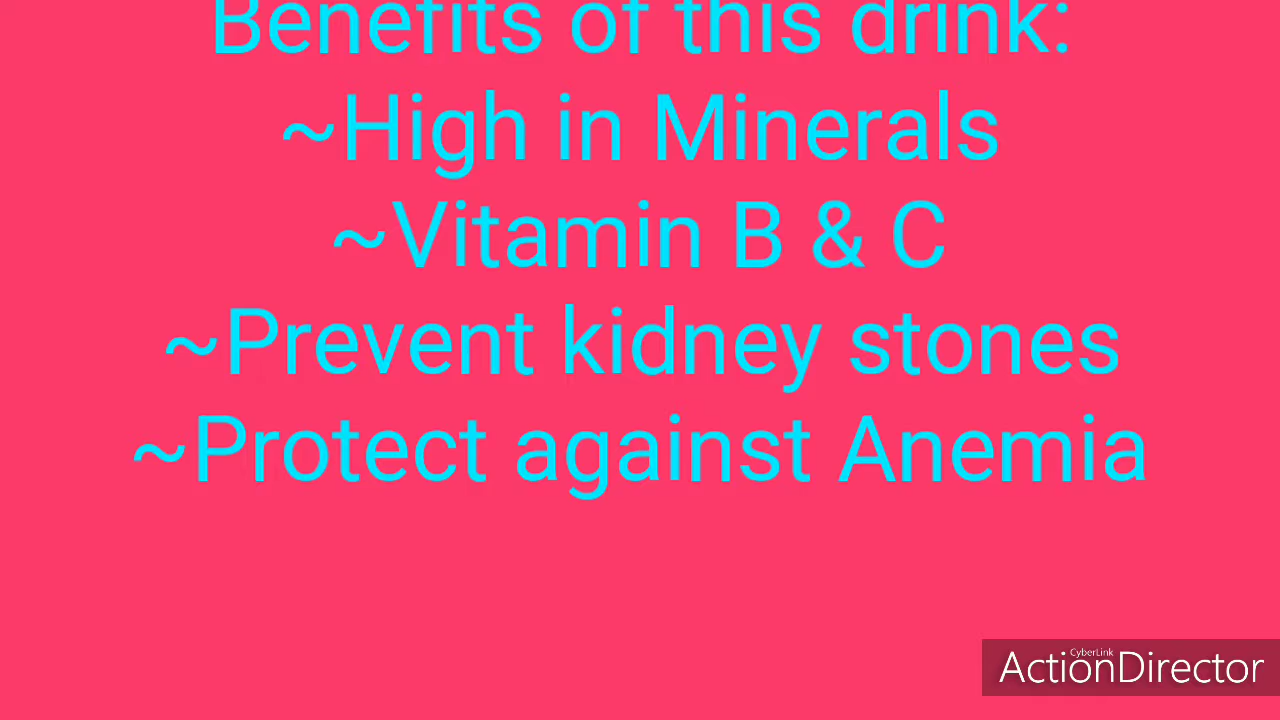 Benefits of this drink:
~High in Minerals
~Vitamin B & C
~Prevent kidney stones
~Protect against Anemia
CyberLink
ActionDirector